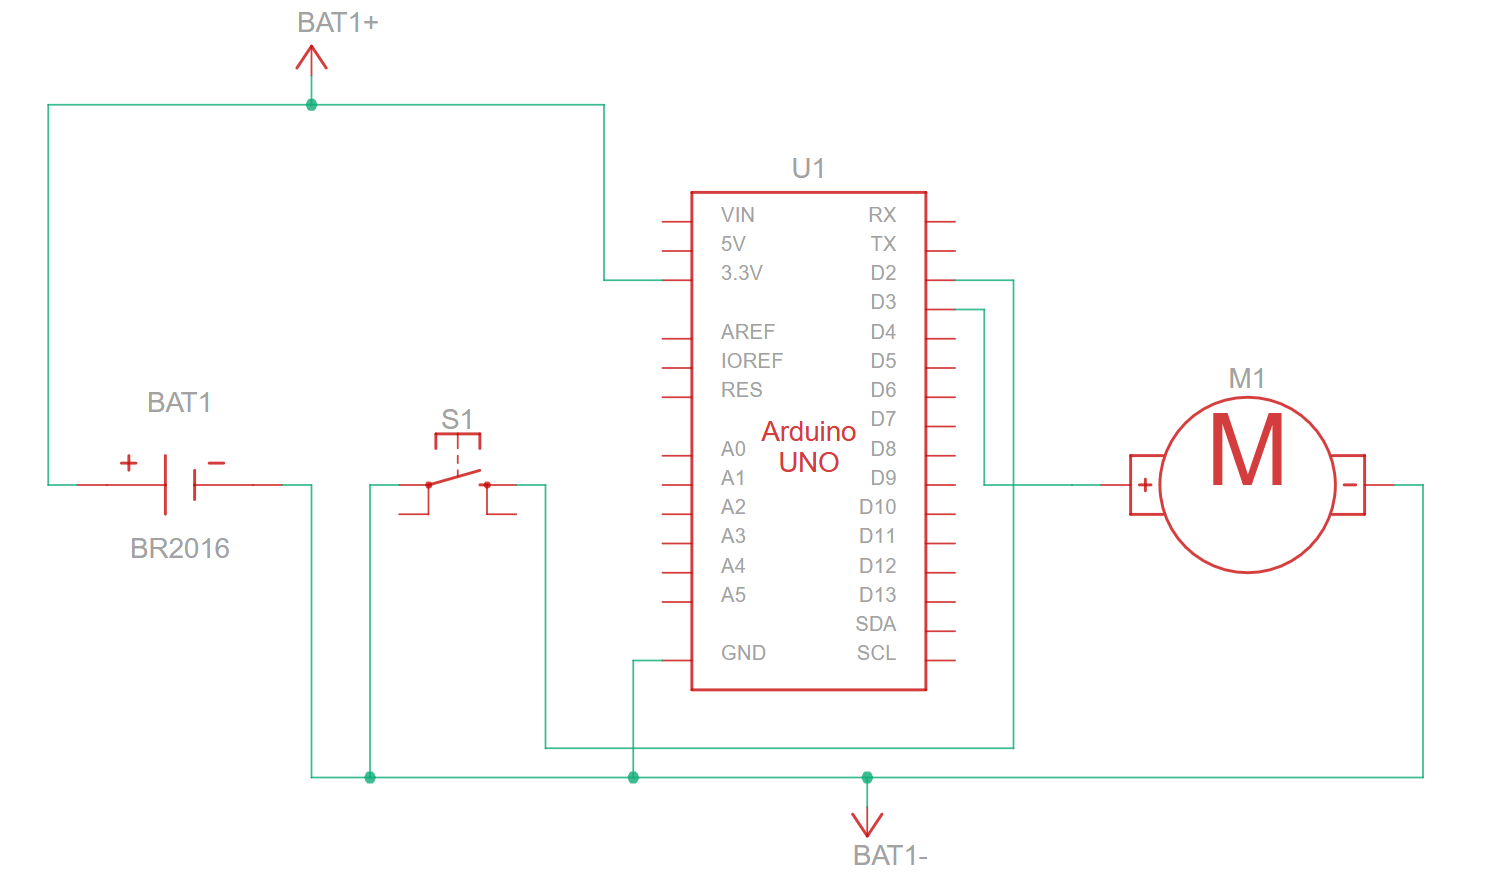 BAT1+
U1
VIN
5V
3.3V
AREF
IOREF
RES
A0
A1
A2
A3
A4
A5
GND
Arduino
UNO
RX
TX
D2
D3
D4
D5
D6
D7
D8
D9
D10
D11
D12
D13
SDA
SCL
BAT1
+ −
BR2016
S1
M1
M
+ −
BAT1-